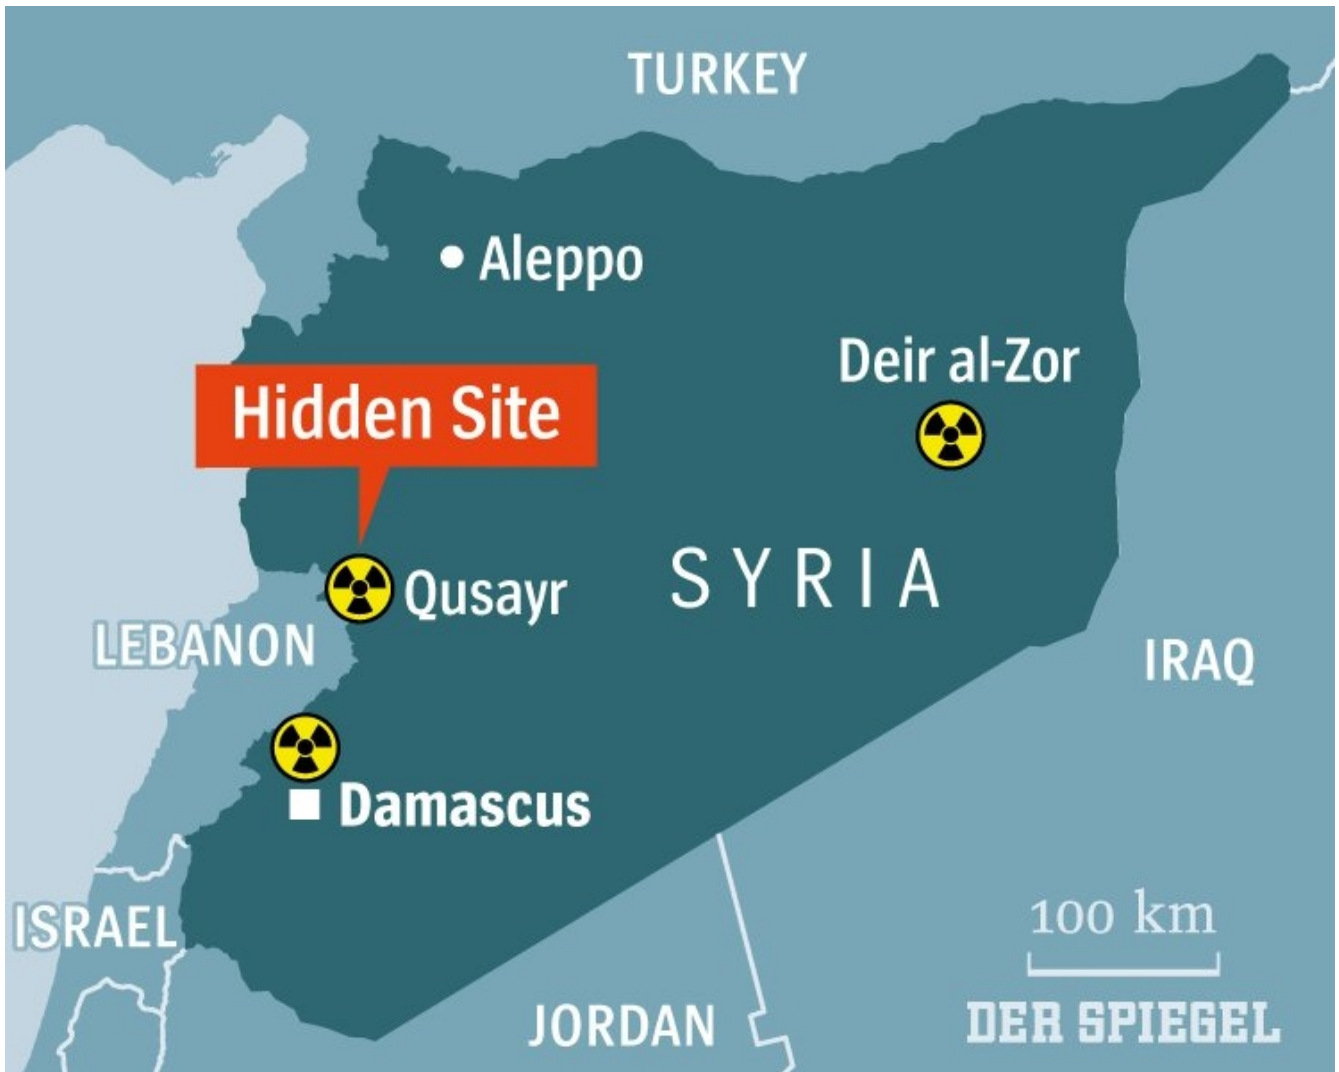 TURKEY
Aleppo
Deir al-Zor
Hidden Site
SYRIA
Qusayr
LEBANON
IRAQ
Damascus
ISRAEL
100 km
JORDAN
DER SPIEGEL